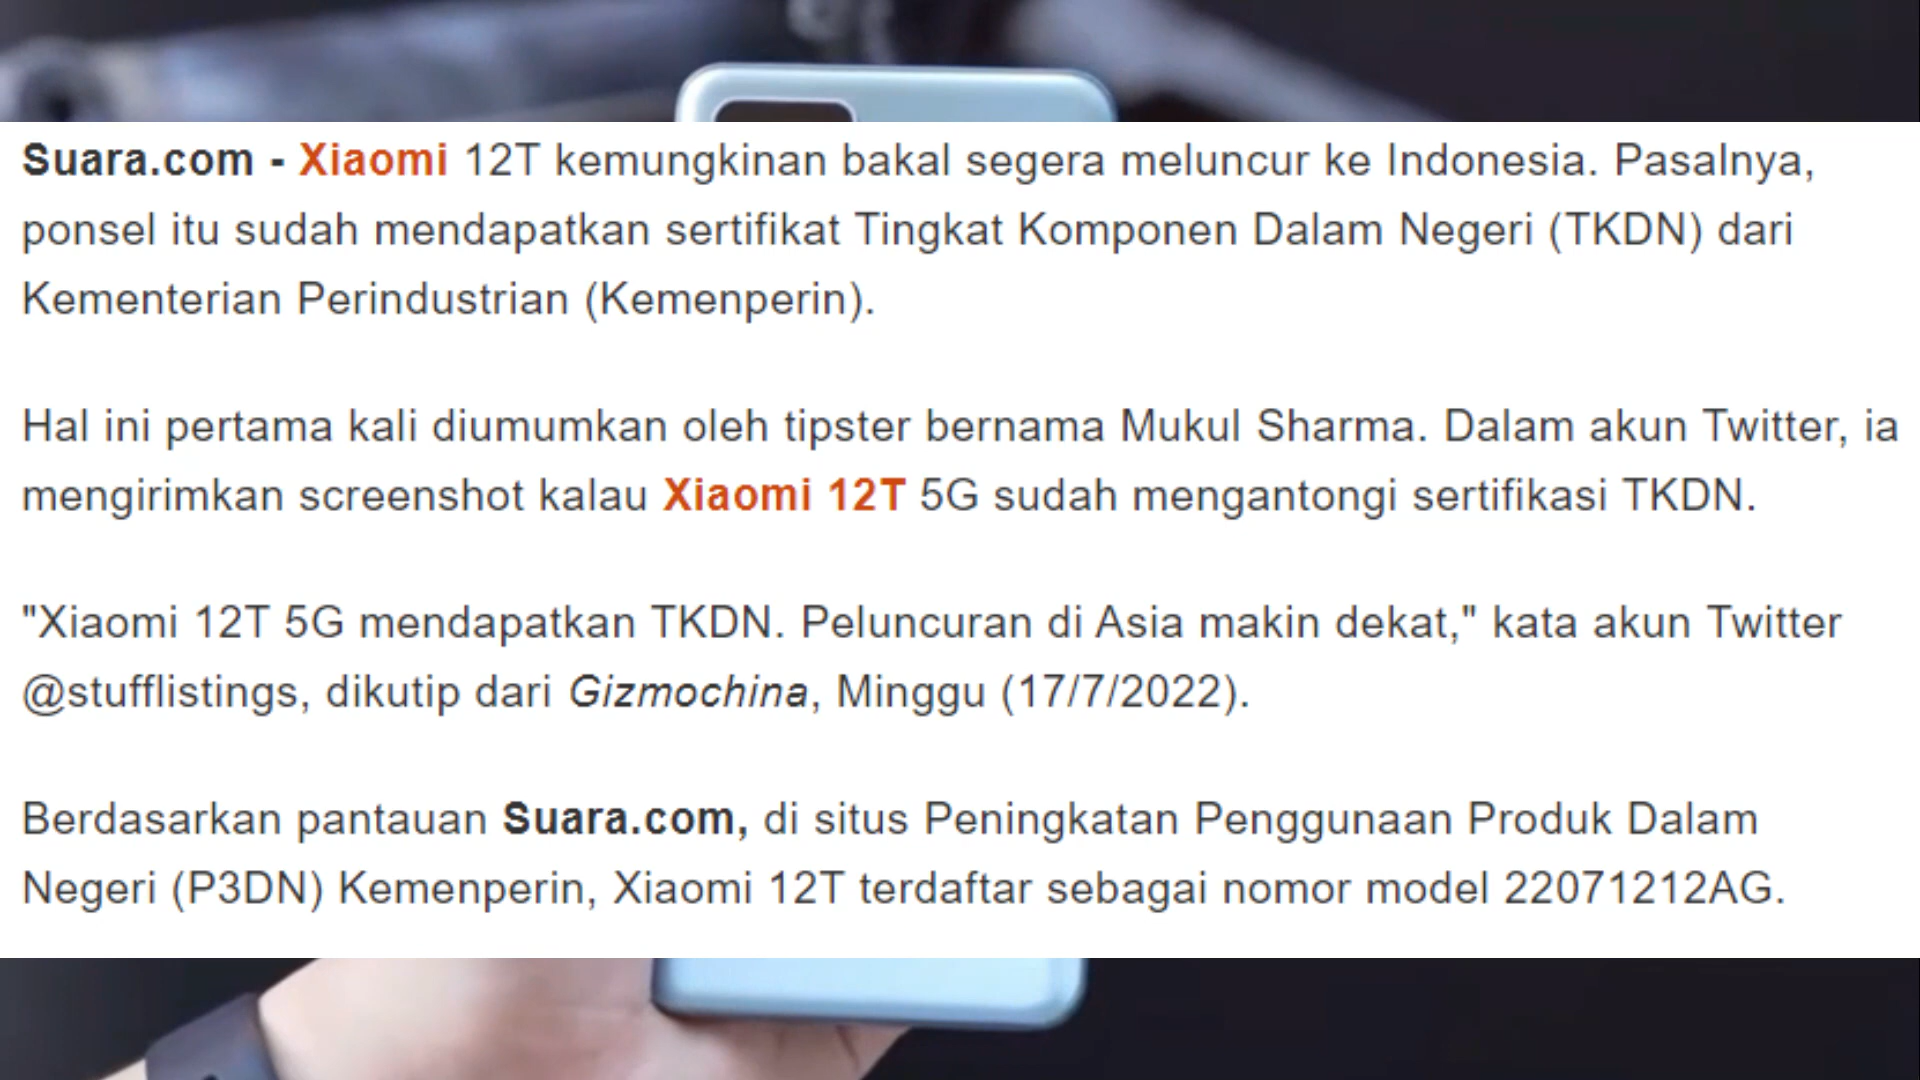 Suara.com - Xiaomi 12T kemungkinan bakal segera meluncur ke Indonesia. Pasalnya,
ponsel itu sudah mendapatkan sertifikat Tingkat Komponen Dalam Negeri (TKDN) dari
Kementerian Perindustrian (Kemenperin).
Hal ini pertama kali diumumkan oleh tipster bernama Mukul Sharma. Dalam akun Twitter, ia
mengirimkan screenshot kalau Xiaomi 12T 5G sudah mengantongi sertifikasi TKDN.
"Xiaomi 12T 5G mendapatkan TKDN. Peluncuran di Asia makin dekat," kata akun Twitter
@stufflistings, dikutip dari Gizmochina, Minggu (17/7/2022).
Berdasarkan pantauan Suara.com, di situs Peningkatan Penggunaan Produk Dalam
Negeri (P3DN) Kemenperin, Xiaomi 12T terdaftar sebagai nomor model 22071212AG.